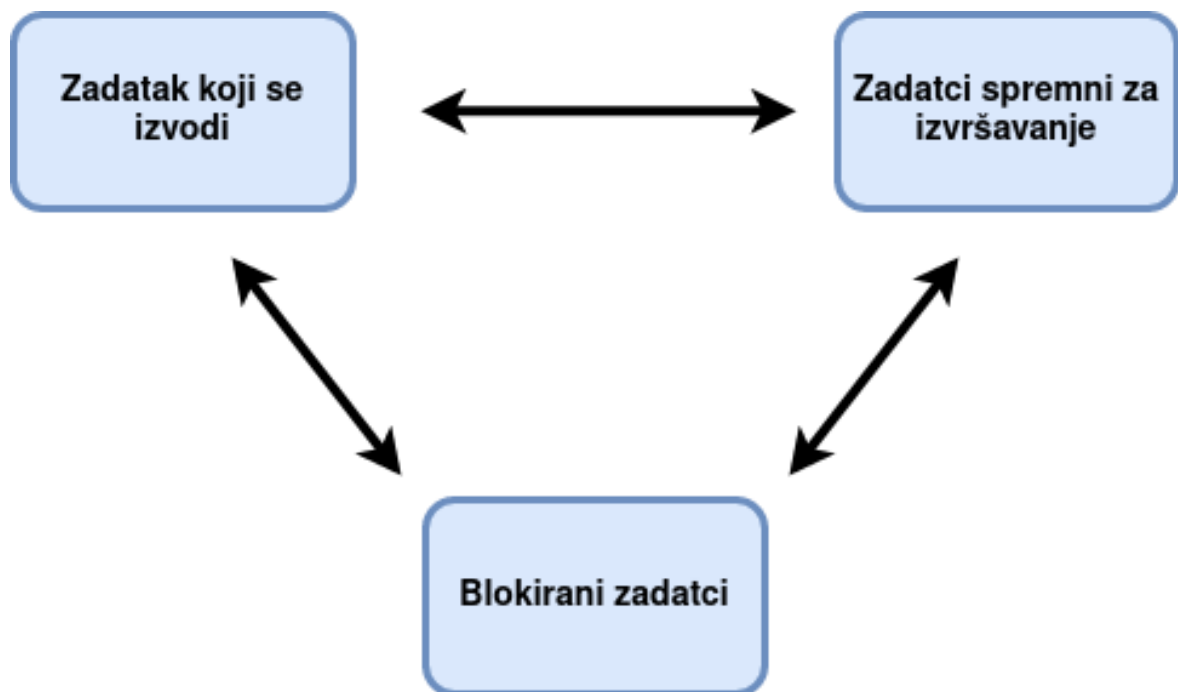 Zadatak koji se
izvodi
Zadatci spremni za
izvršavanje
Blokirani zadatci